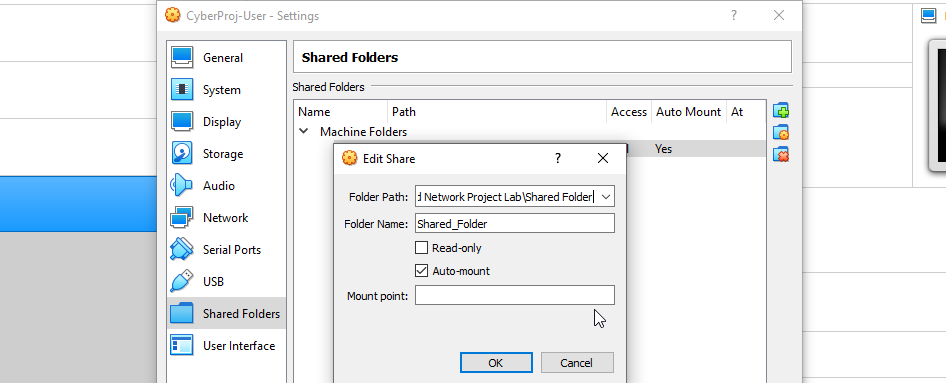 CyberProj-User - Settings
?
General
System
Display
Storage
Audio
Network
Serial Ports
USB
Shared Folders
User Interface
Shared Folders
Shared Folders
Name Path Access Auto Mount At
Machine Folders
Yes
Edit Share ?
Folder Path: Network Project Lab\Shared Folder
Folder Name: Shared_Folder
Read-only
Auto-mount
Mount point:
OK Cancel